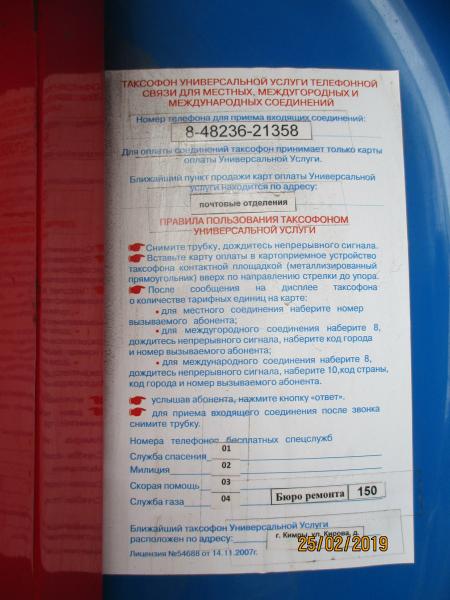 ТАКСОФОН УНИВЕРСАЛЬНОЙ УСЛУГИ ТЕЛЕФОННОЙ
СВЯЗИ ДЛЯ МЕСТНЫХ, МЕЖДУГОРОДНЫХ И
МЕЖДУНАРОДНЫХ СОЕДИНЕНИЙ
Номер телефона для приема входящих соединений:
8-48236-21358
Для оплаты соединений таксофон принимает только карты
оплаты Универсальной Услуги.
Ближайший пункт продажи карт оплаты Универсальной
услуги находится по адресу:
почтовые отделения
ПРАВИЛА ПОЛЬЗОВАНИЯ ТАКСОФОНОМ
УНИВЕРСАЛЬНОЙ УСЛУГИ
Снимите трубку, дождитесь непрерывного сигнала.
Вставьте карту оплаты в картоприемное устройство
таксофона контактной площадкой (металлизированный
прямоугольник) вверх по направлению стрелки до упора.
После сообщения на дисплее таксофона
о количестве тарифных единиц на карте:
• для местного соединения наберите номер
вызываемого абонента;
• для междугородного соединения наберите 8,
дождитесь непрерывного сигнала, наберите код города
и номер вызываемого абонента;
• для международного соединения наберите 8,
дождитесь непрерывного сигнала, наберите 10,код страны,
код города и номер вызываемого абонента.
услышав абонента, нажмите кнопку «ответ».
для приема входящего соединения после звонка
снимите трубку.
Номера телефонов бесплатных спецслужб
Служба спасения 01
Милиция 02
Скорая помощь 03
Служба газа 04 Бюро ремонта 150
Ближайший таксофон Универсальной Услуги
расположен по адресу: г. Кимры, ул. Кирова, д.
Лицензия №54688 от 14.11.2007г.
25/02/2019